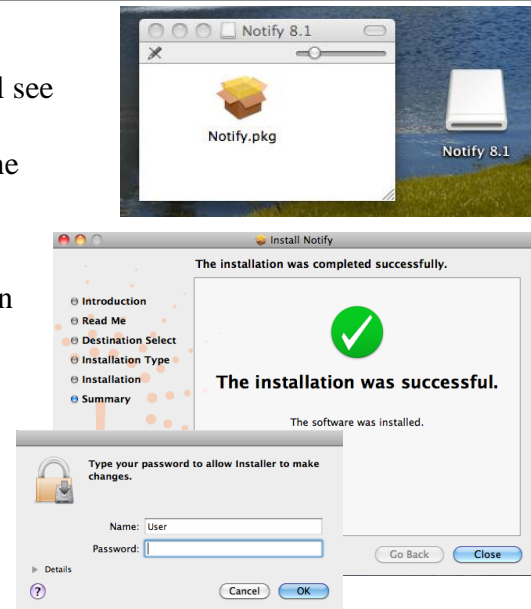 Notify 8.1
Notify.pkg
Notify 8.1
l see
ne
n
Install Notify
The installation was completed successfully.
Introduction
Read Me
Destination Select
Installation Type
Installation
Summary
The installation was successful.
The software was installed.
Go Back
Close
Type your password to allow Installer to make
changes.
Name: User
Password:
Details
?
Cancel
OK